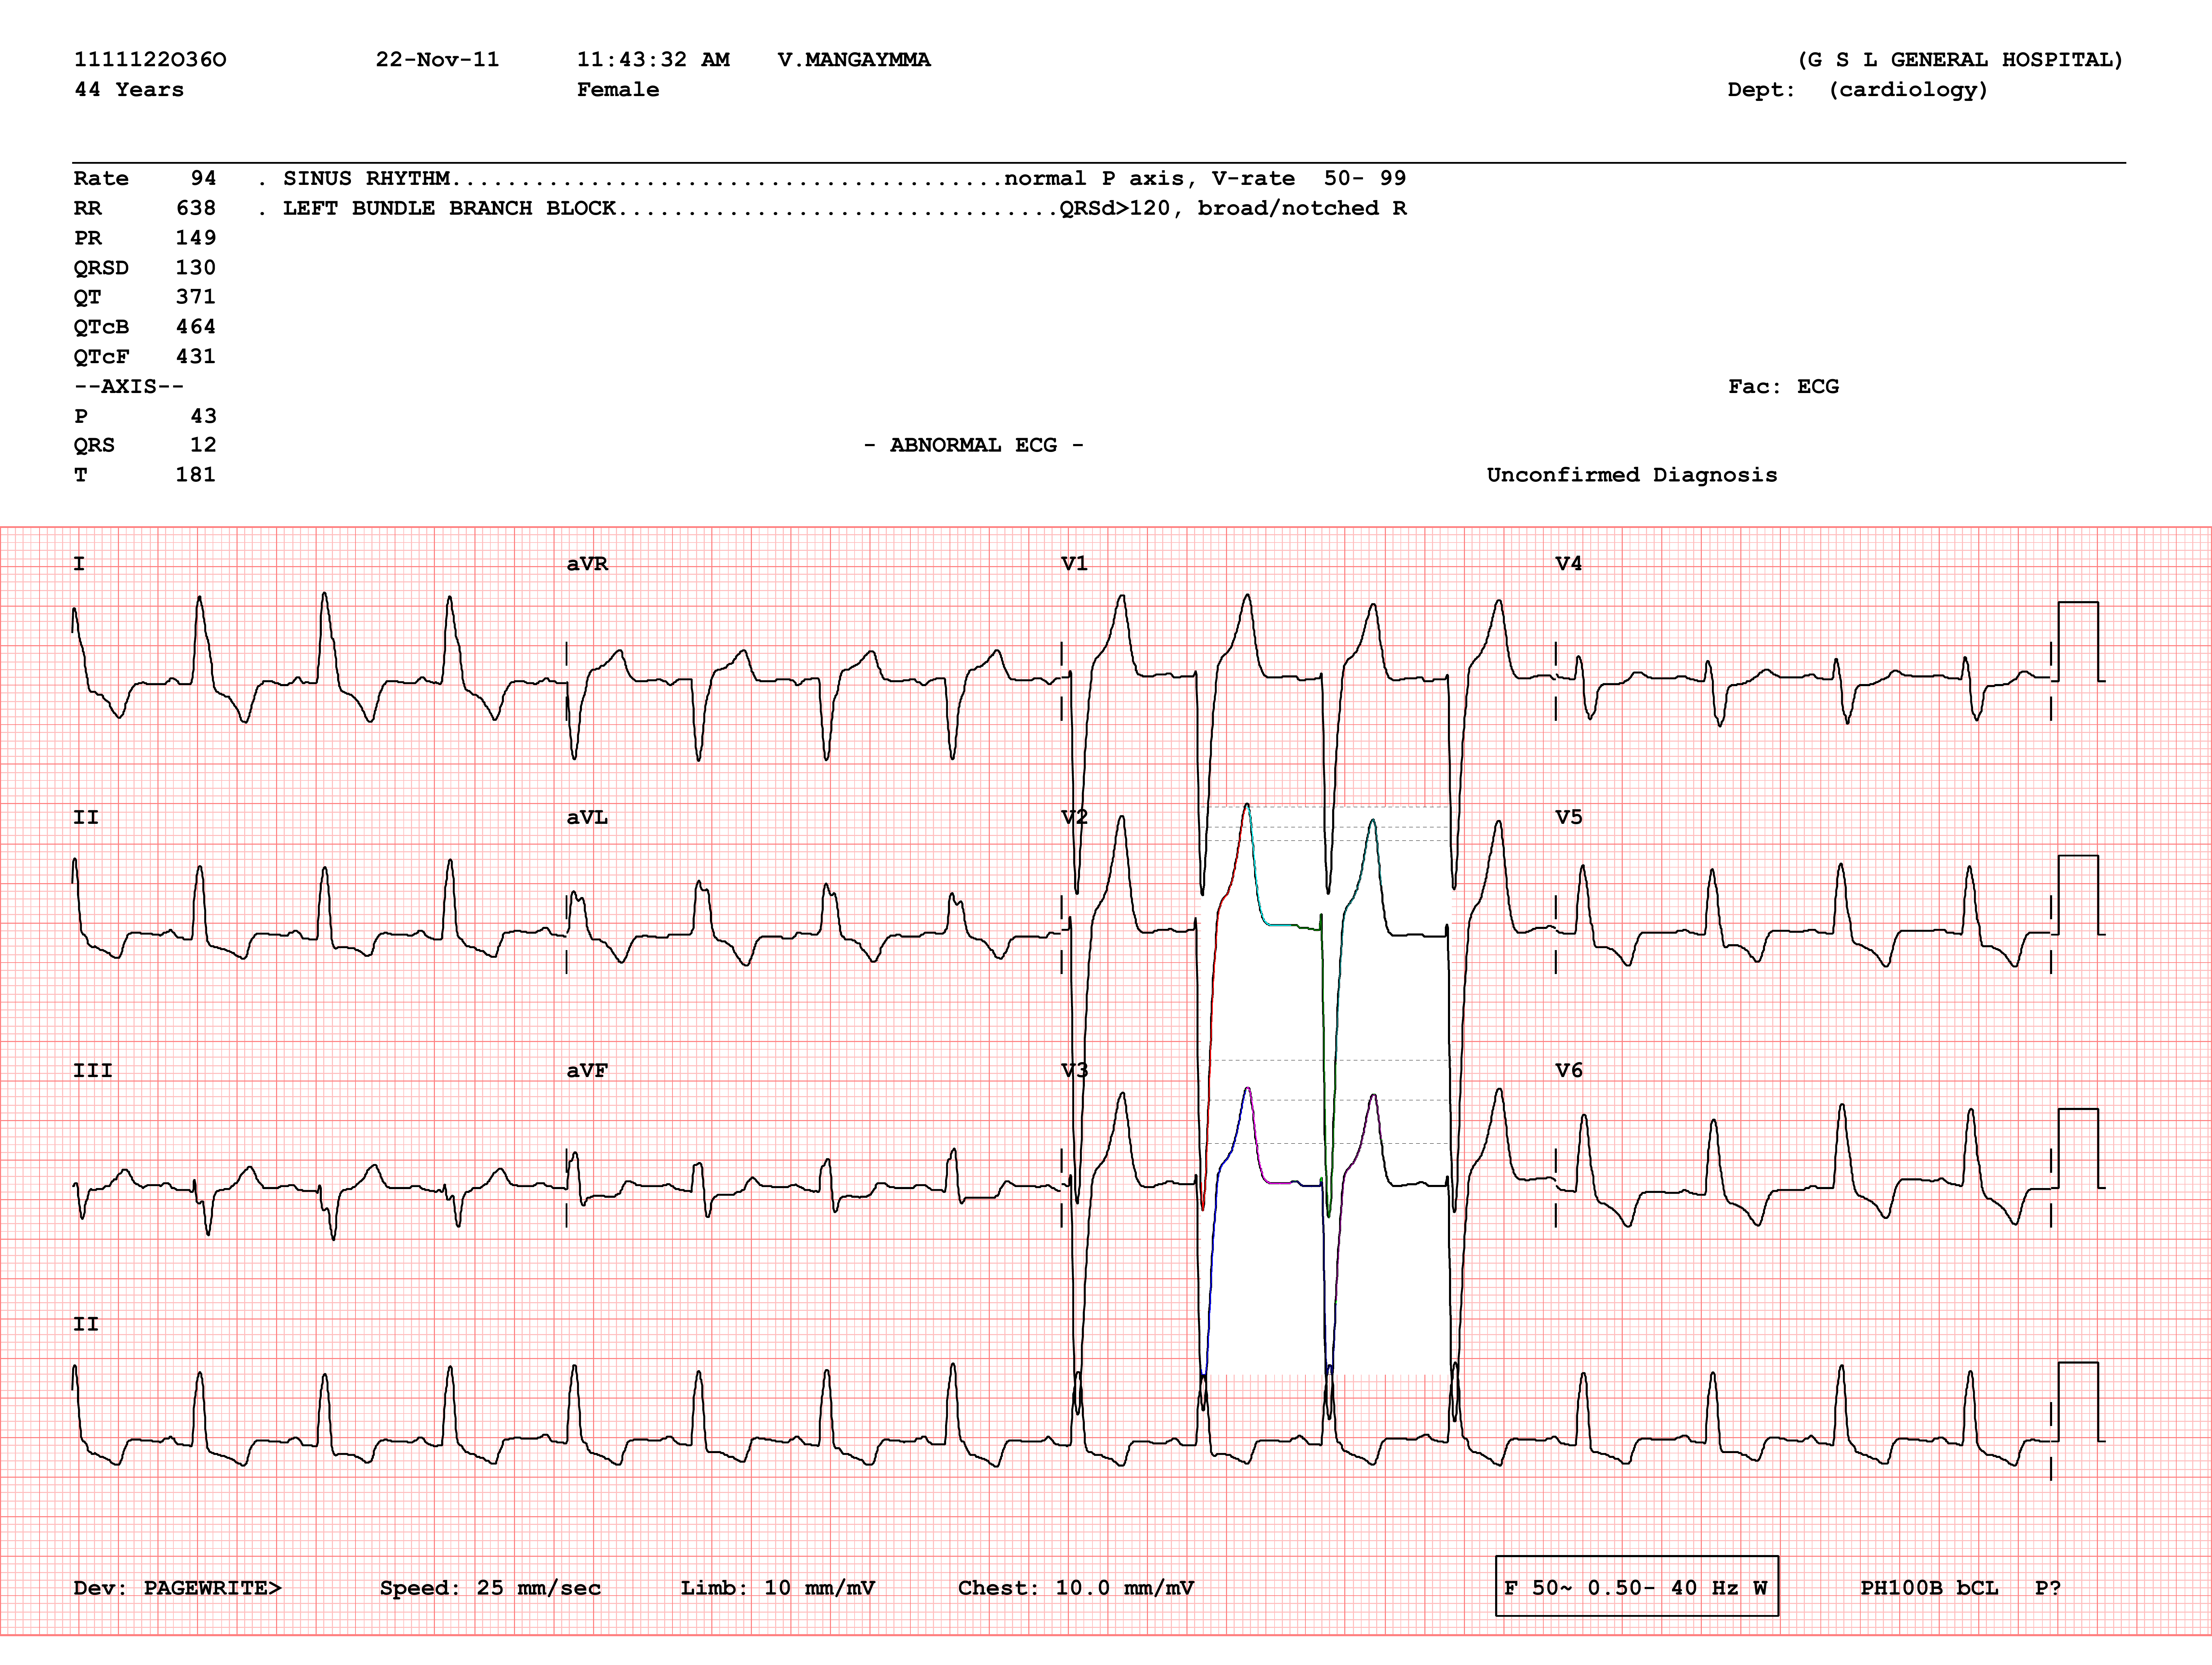 11111220360 22-Nov-11 11:43:32 AM V.MANGAYMMA (G S L GENERAL HOSPITAL)
44 Years Female Dept: (cardiology)
Rate 94 . SINUS RHYTHM........................................normal P axis, V-rate 50- 99
RR 638 . LEFT BUNDLE BRANCH BLOCK................................QRSd>120, broad/notched R
PR 149
QRSD 130
QT 371
QTcB 464
QTcF 431
--AXIS-- Fac: ECG
P 43
QRS 12 - ABNORMAL ECG -
T 181 Unconfirmed Diagnosis
I aVR V1 V4
II aVL V2 V5
III aVF V3 V6
II
Dev: PAGEWRITE> Speed: 25 mm/sec Limb: 10 mm/mV Chest: 10.0 mm/mV F 50~ 0.50- 40 Hz W PH100B bCL P?